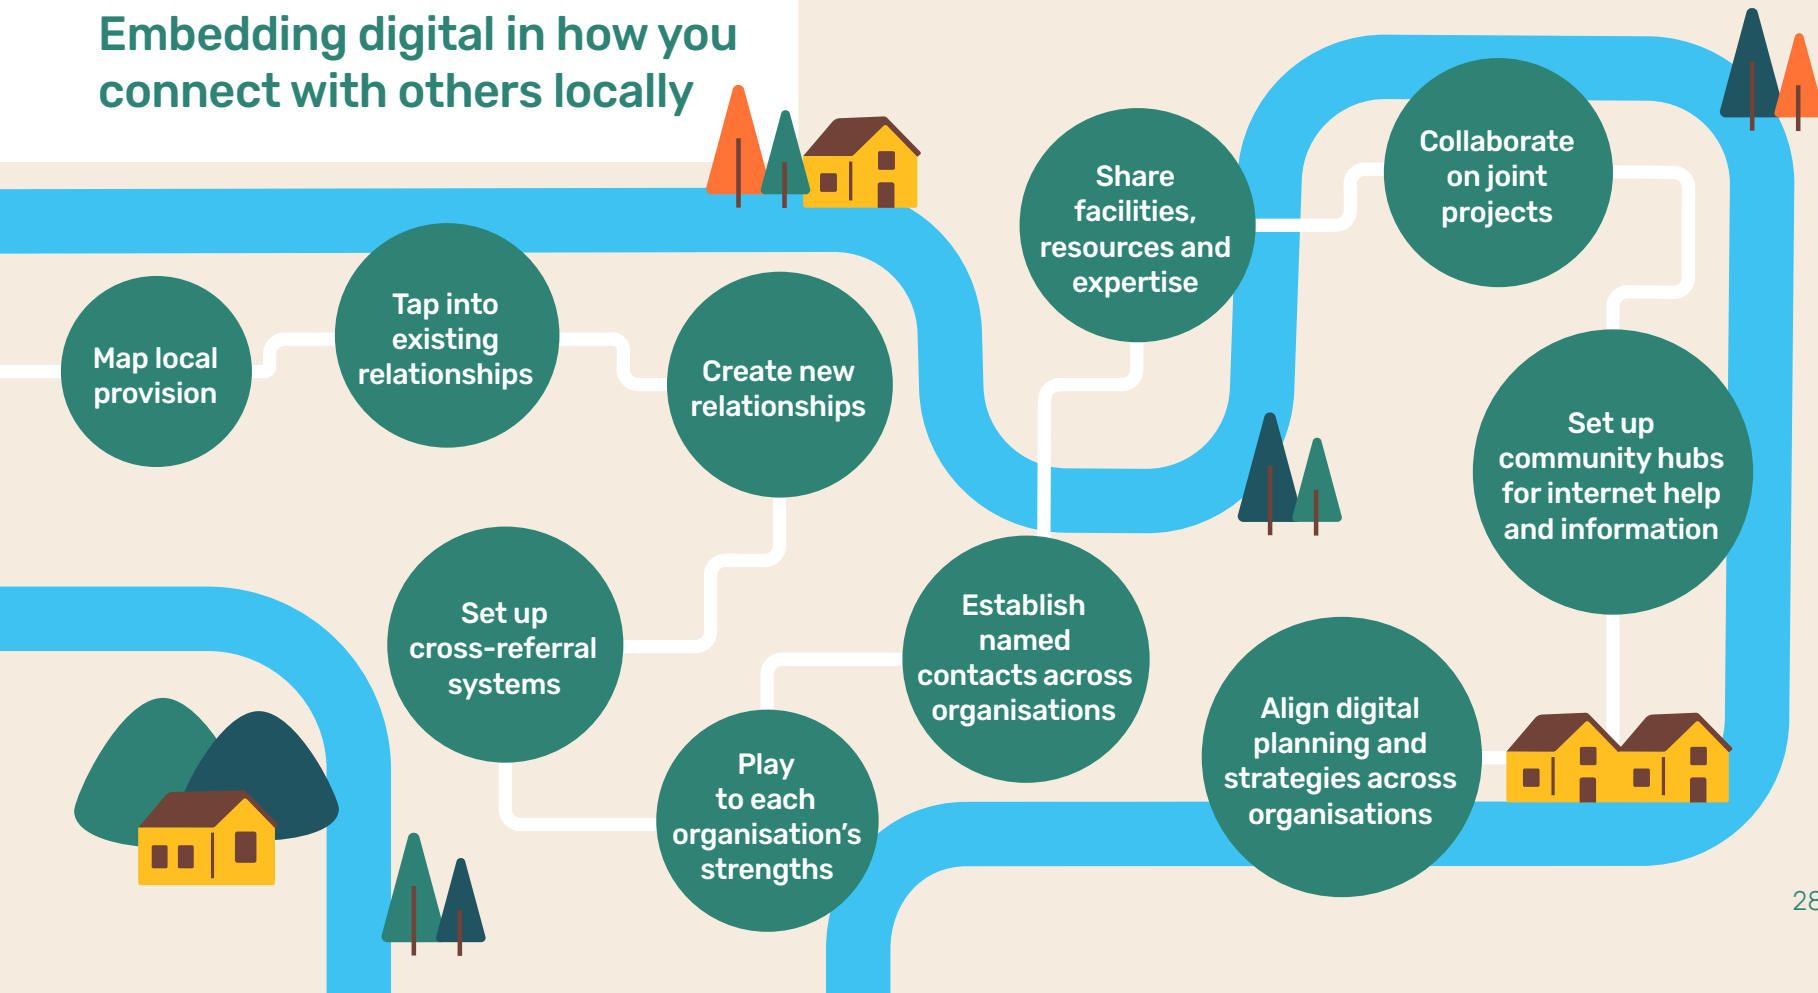 Embedding digital in how you
connect with others locally
Map local
provision
Tap into
existing
relationships
Create new
relationships
Set up
cross-referral
systems
Play
to each
organisation’s
strengths
Establish
named
contacts across
organisations
Share
facilities,
resources and
expertise
Collaborate
on joint
projects
Set up
community hubs
for internet help
and information
Align digital
planning and
strategies across
organisations
28